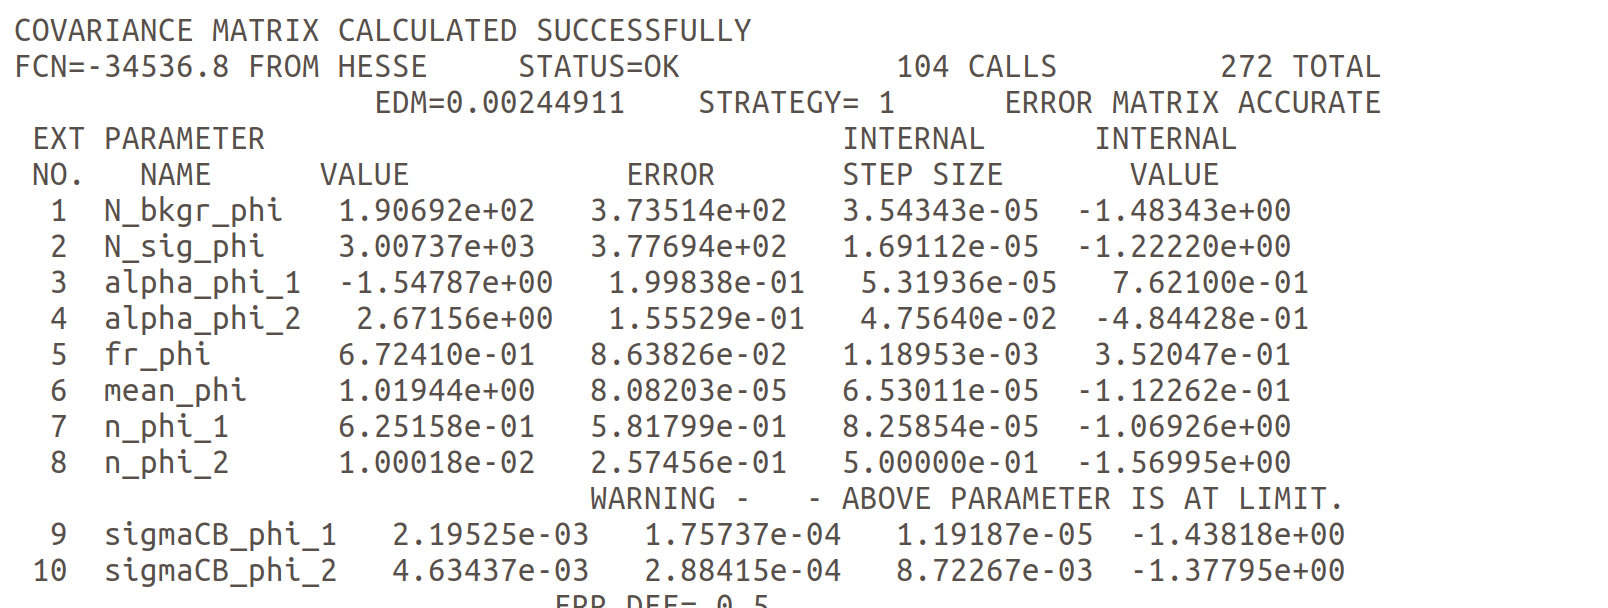 COVARIANCE MATRIX CALCULATED SUCCESSFULLY
FCN=-34536.8 FROM HESSE     STATUS=OK            104 CALLS         272 TOTAL
                    EDM=0.00244911    STRATEGY= 1      ERROR MATRIX ACCURATE
 EXT PARAMETER                                INTERNAL      INTERNAL
 NO.   NAME      VALUE            ERROR       STEP SIZE       VALUE
  1  N_bkgr_phi   1.90692e+02   3.73514e+02   3.54343e-05  -1.48343e+00
  2  N_sig_phi    3.00737e+03   3.77694e+02   1.69112e-05  -1.22220e+00
  3  alpha_phi_1  -1.54787e+00   1.99838e-01   5.31936e-05   7.62100e-01
  4  alpha_phi_2   2.67156e+00   1.55529e-01   4.75640e-02  -4.84428e-01
  5  fr_phi       6.72410e-01   8.63826e-02   1.18953e-03   3.52047e-01
  6  mean_phi     1.01944e+00   8.08203e-05   6.53011e-05  -1.12262e-01
  7  n_phi_1      6.25158e-01   5.81799e-01   8.25854e-05  -1.06926e+00
  8  n_phi_2      1.00018e-02   2.57456e-01   5.00000e-01  -1.56995e+00
                                WARNING -   - ABOVE PARAMETER IS AT LIMIT.
  9  sigmaCB_phi_1   2.19525e-03   1.75737e-04   1.19187e-05  -1.43818e+00
 10  sigmaCB_phi_2   4.63437e-03   2.88415e-04   8.72267e-03  -1.37795e+00
                              ERR DEF= 0.5